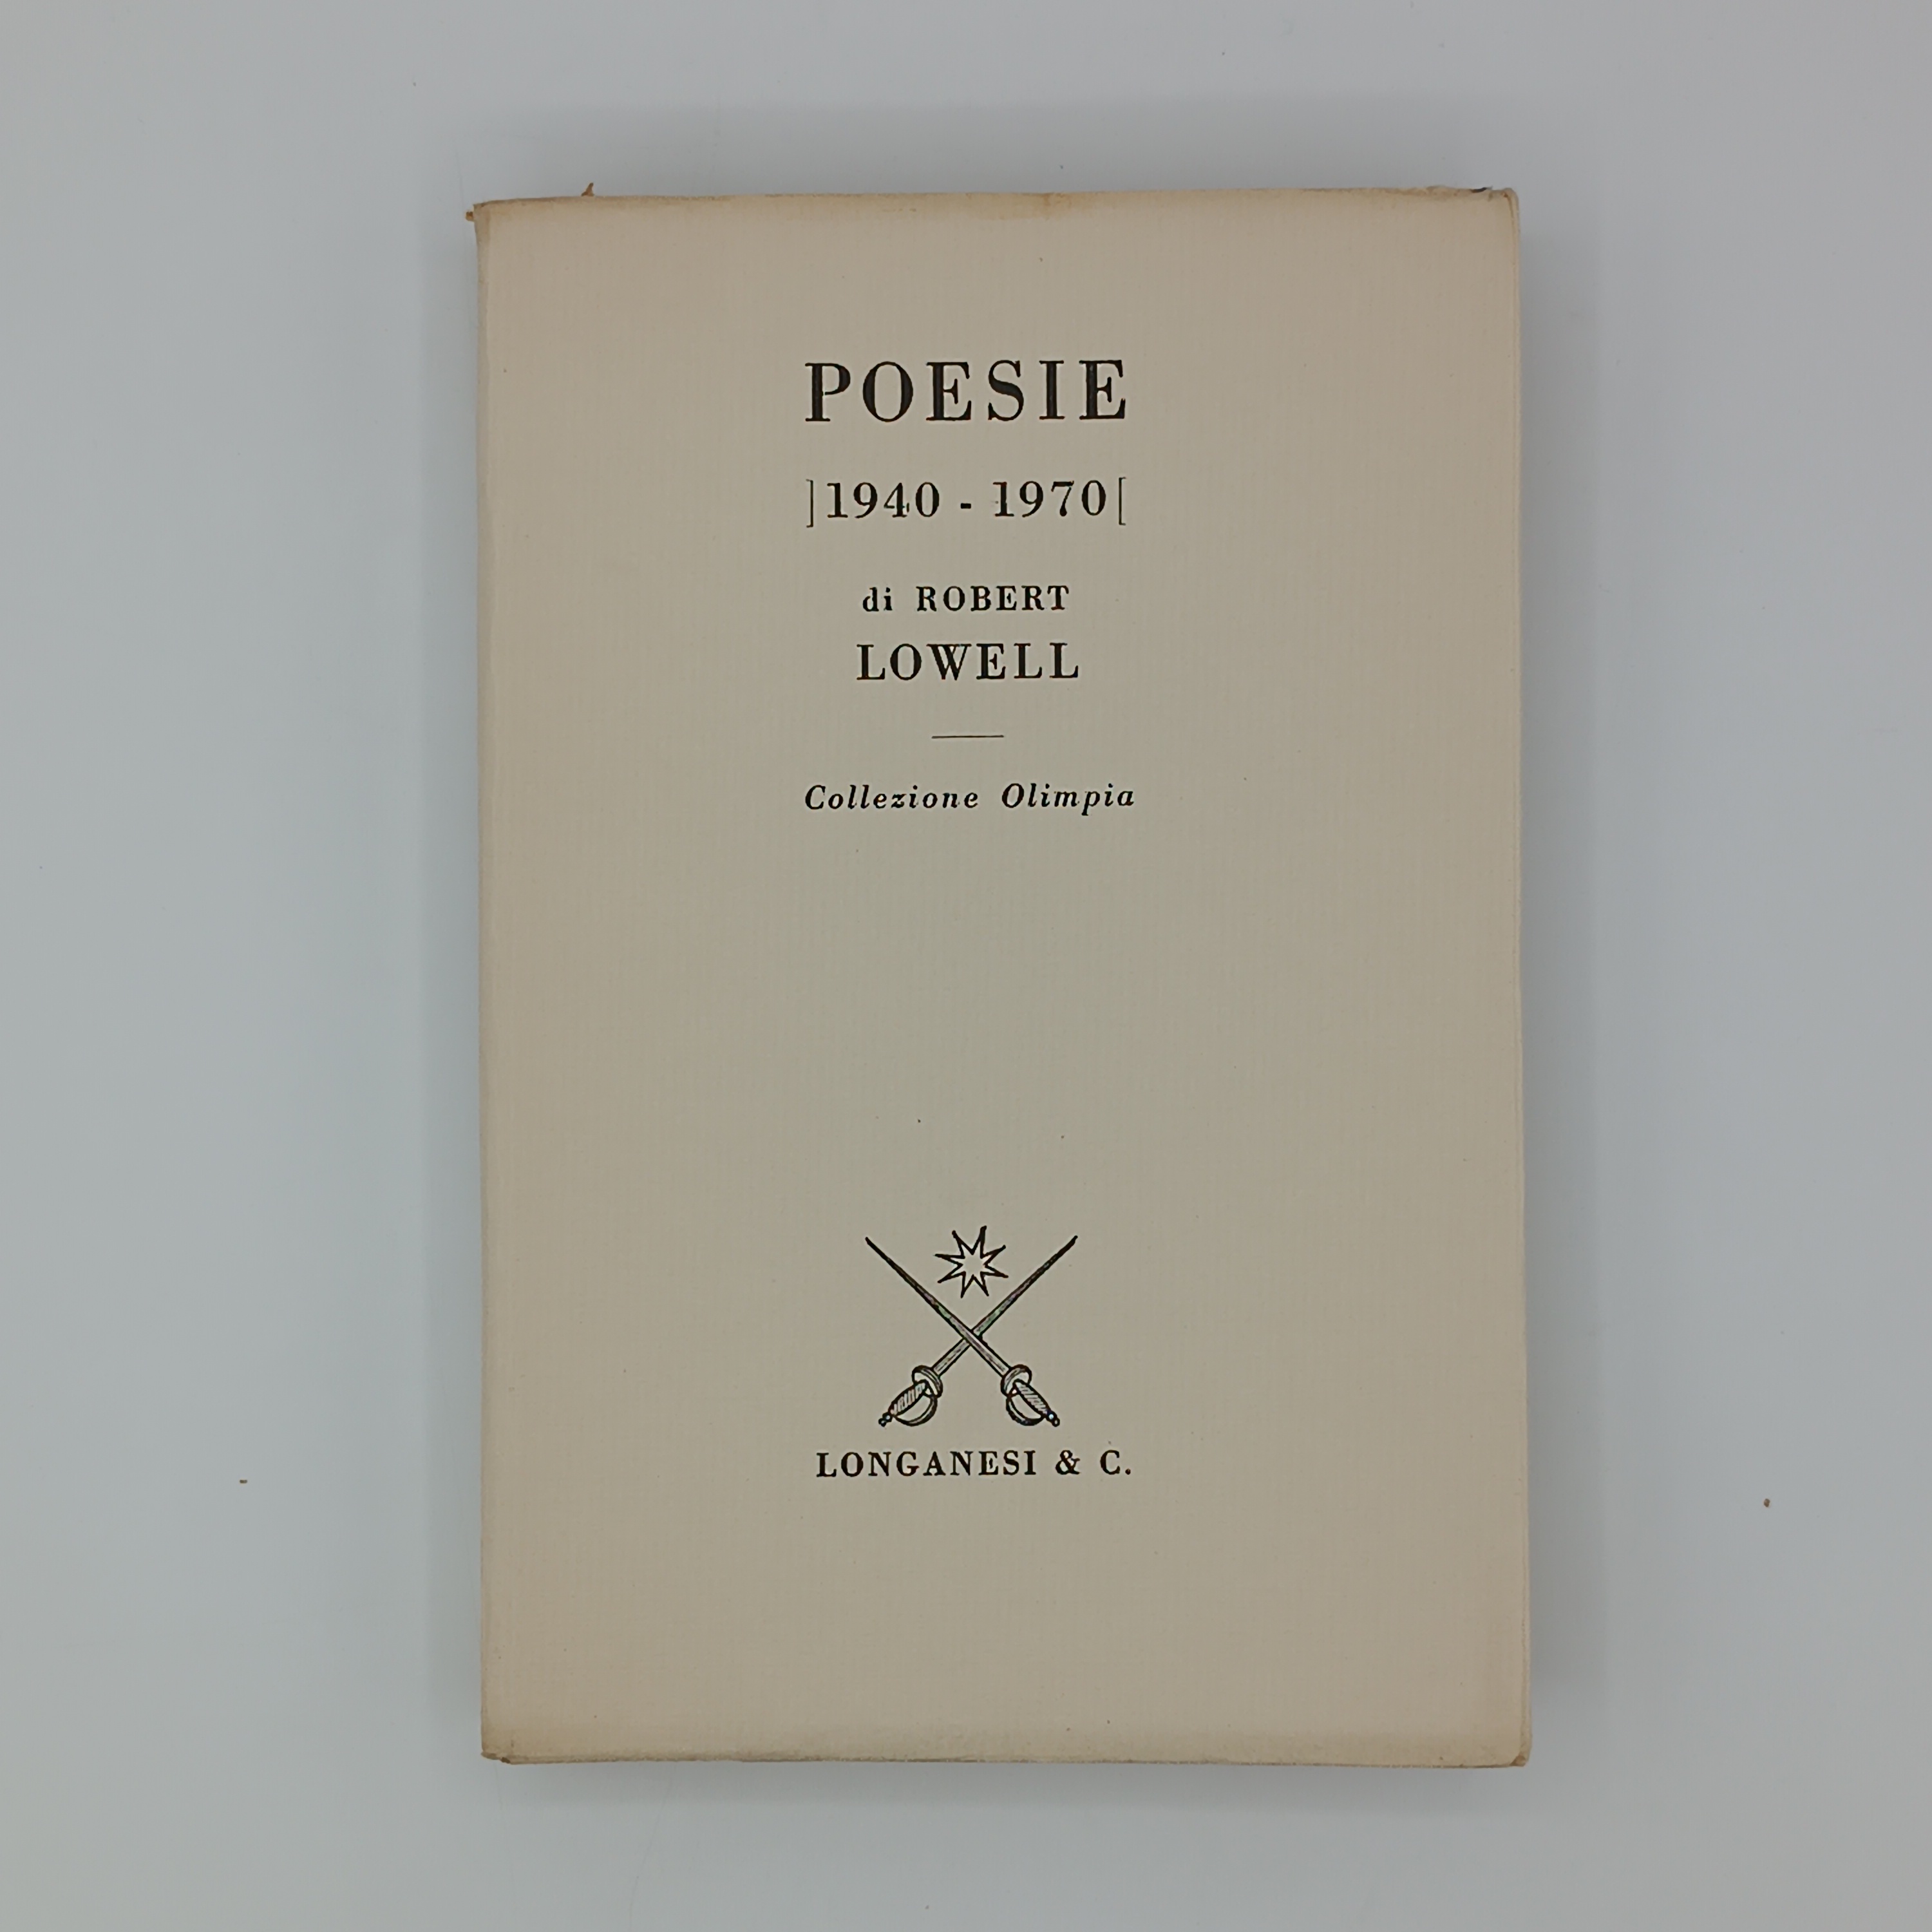 POESIE
]1940 - 1970[
di ROBERT
LOWELL
Collezione Olimpia
LONGANESI & C.